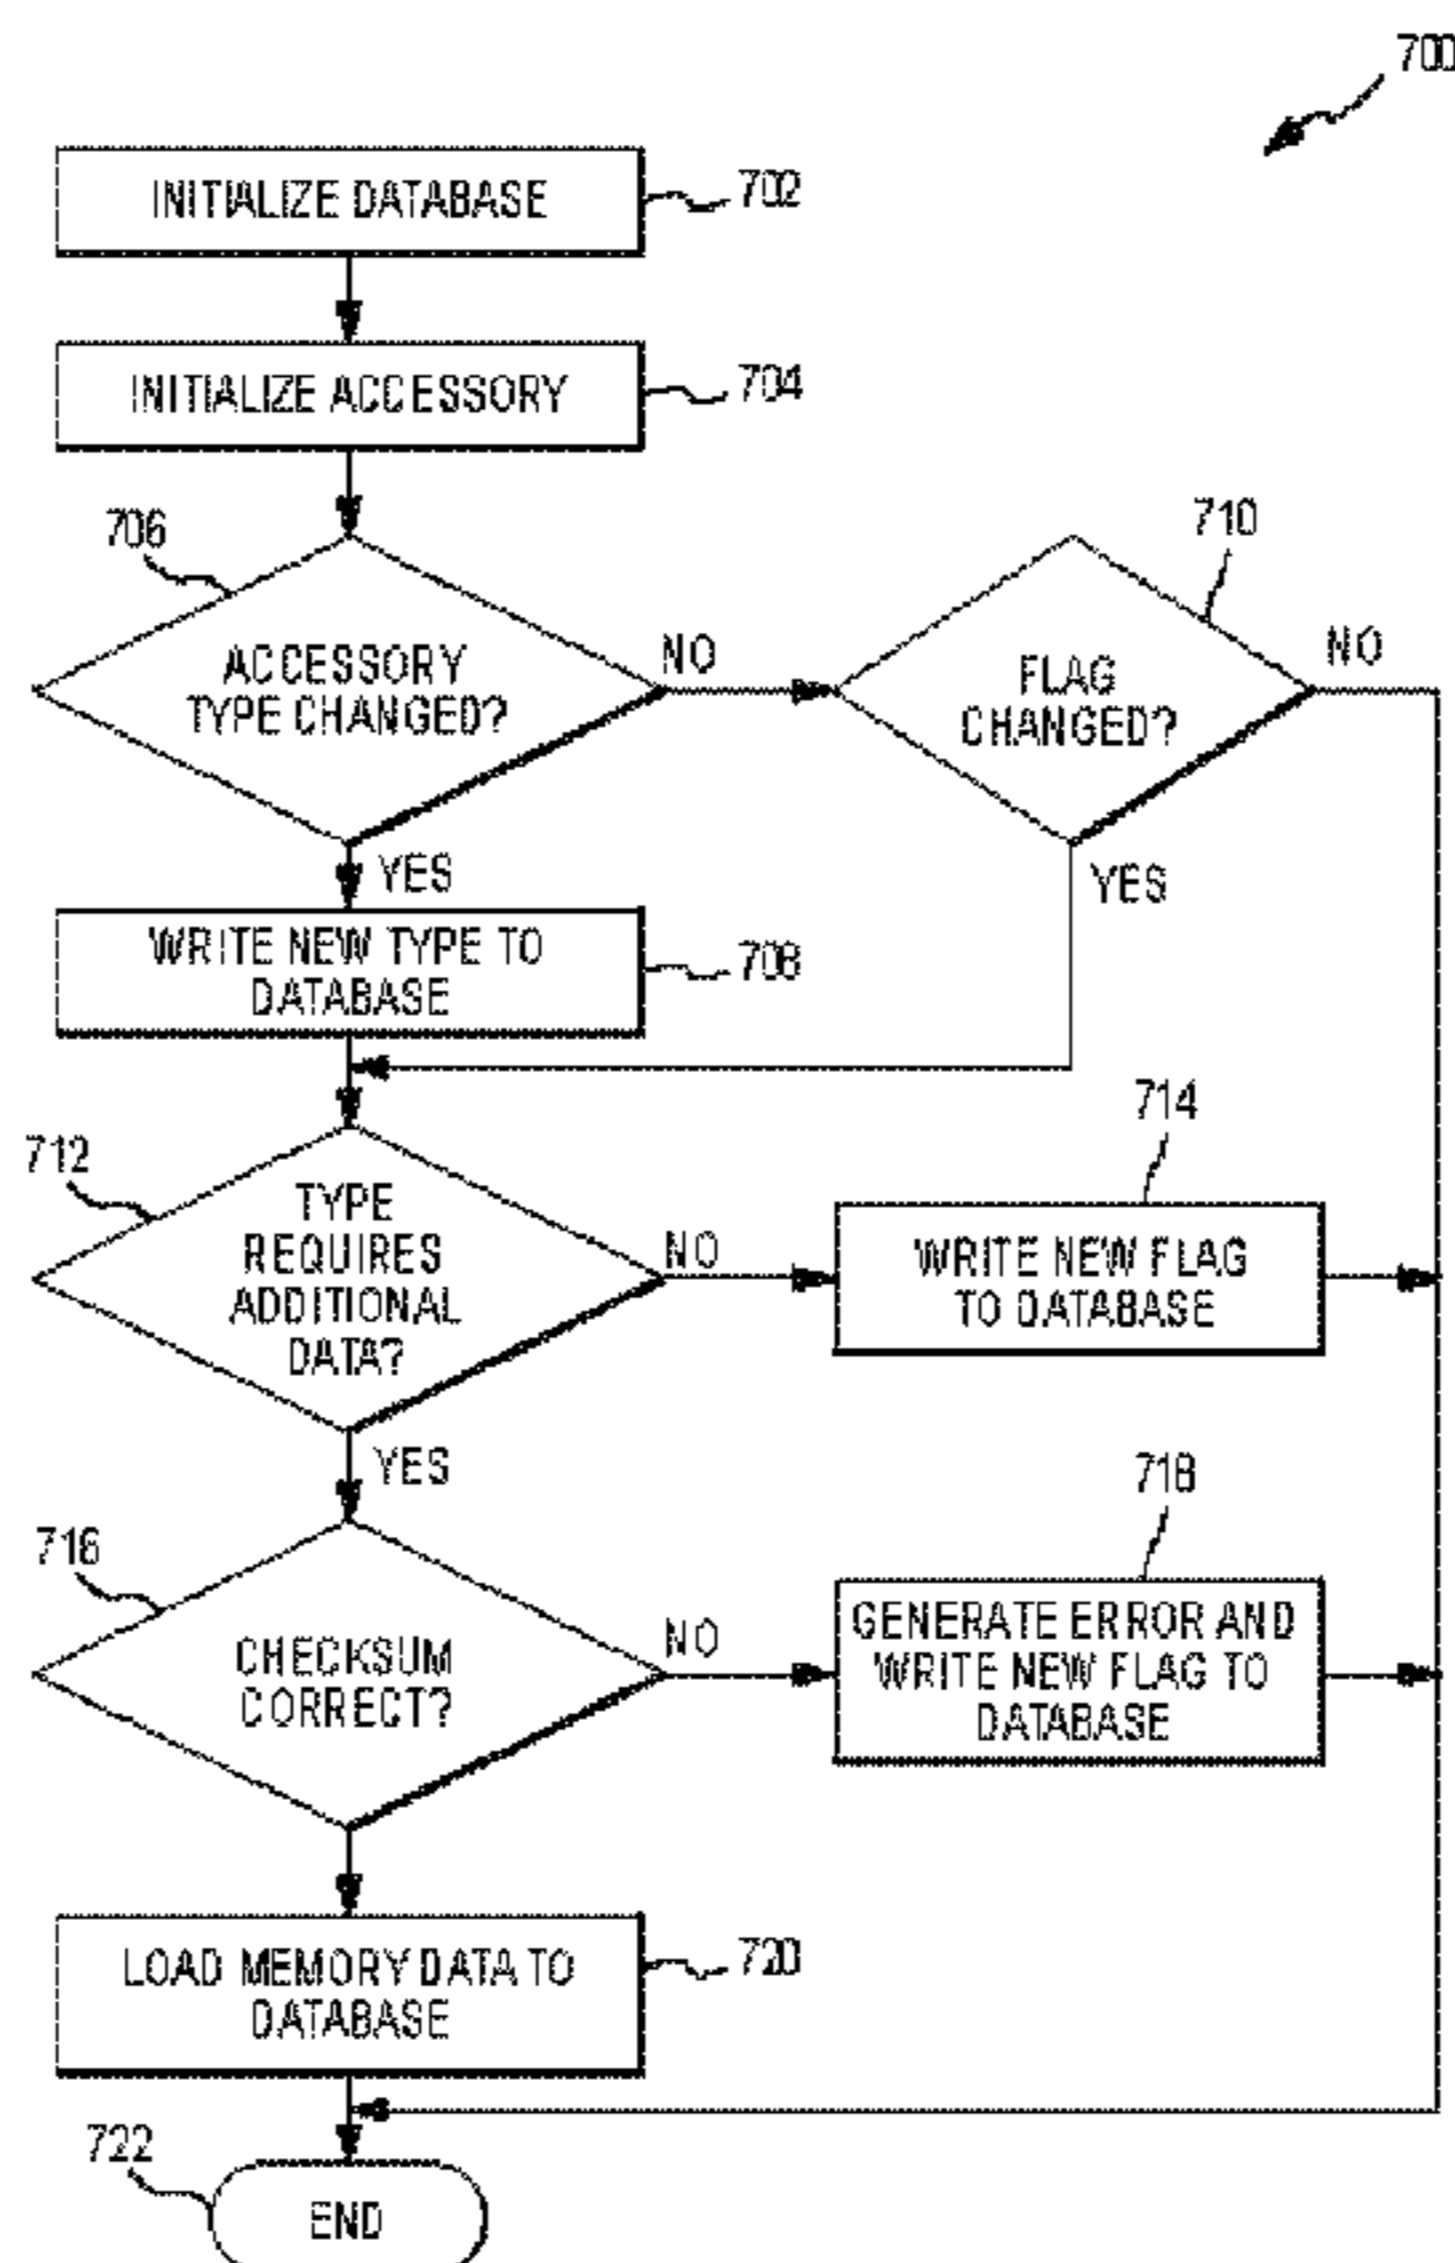 700
INITIALIZE DATABASE
702
INITIALIZE ACCESSORY
704
706
710
ACCESSORY
TYPE CHANGED?
NO
FLAG
CHANGED?
NO
YES
YES
WRITE NEW TYPE TO
DATABASE
708
714
712
TYPE
REQUIRES
ADDITIONAL
DATA?
NO
WRITE NEW FLAG
TO DATABASE
YES
718
716
CHECKSUM
CORRECT?
NO
GENERATE ERROR AND
WRITE NEW FLAG TO
DATABASE
LOAD MEMORY DATA TO
DATABASE
720
722
END